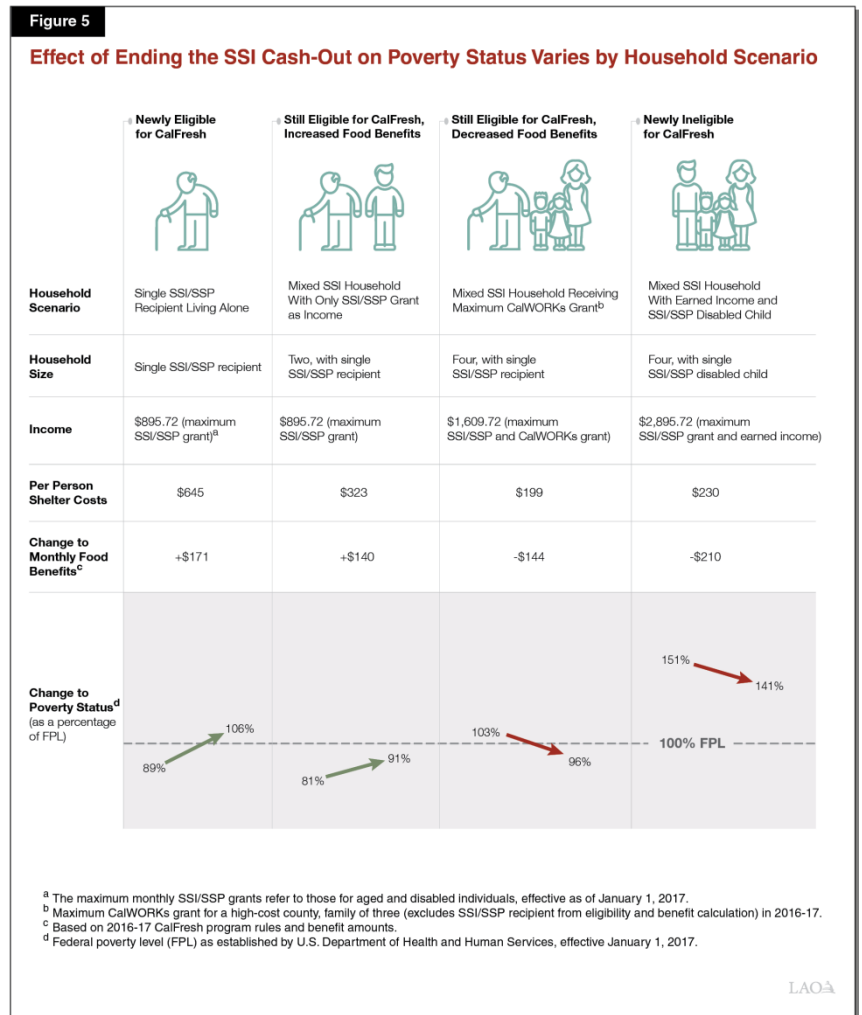 Figure 5
Effect of Ending the SSI Cash-Out on Poverty Status Varies by Household Scenario
Newly Eligible
for CalFresh
Still Eligible for CalFresh,
Increased Food Benefits
Still Eligible for CalFresh,
Decreased Food Benefits
Newly Ineligible
for CalFresh
Household
Scenario
Single SSI/SSP
Recipient Living Alone
Mixed SSI Household
With Only SSI/SSP Grant
as Income
Mixed SSI Household Receiving
Maximum CalWORKs Grantb
Mixed SSI Household
With Earned Income and
SSI/SSP Disabled Child
Household
Size
Single SSI/SSP recipient
Two, with single
SSI/SSP recipient
Four, with single
SSI/SSP recipient
Four, with single
SSI/SSP disabled child
Income
$895.72 (maximum
SSI/SSP grant)a
$895.72 (maximum
SSI/SSP grant)
$1,609.72 (maximum
SSI/SSP and CalWORKs grant)
$2,895.72 (maximum
SSI/SSP grant and earned income)
Per Person
Shelter Costs
$645
$323
$199
$230
Change to
Monthly Food
Benefitsc
+$171
+$140
-$144
-$210
Change to
Poverty Statusd
(as a percentage
of FPL)
89%
106%
81%
91%
103%
96%
151%
141%
100% FPL
a The maximum monthly SSI/SSP grants refer to those for aged and disabled individuals, effective as of January 1, 2017.
b Maximum CalWORKs grant for a high-cost county, family of three (excludes SSI/SSP recipient from eligibility and benefit calculation) in 2016-17.
c Based on 2016-17 CalFresh program rules and benefit amounts.
d Federal poverty level (FPL) as established by U.S. Department of Health and Human Services, effective January 1, 2017.
LAO